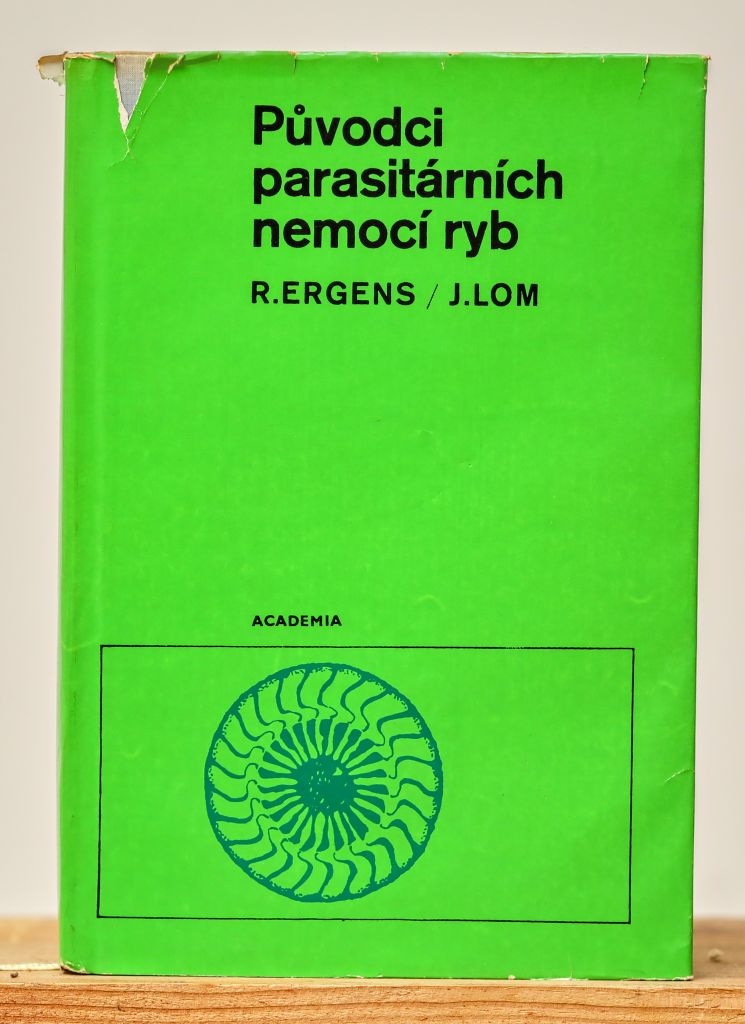 Původci
parasitárních
nemocí ryb
R.ERGENS / J.LOM
ACADEMIA